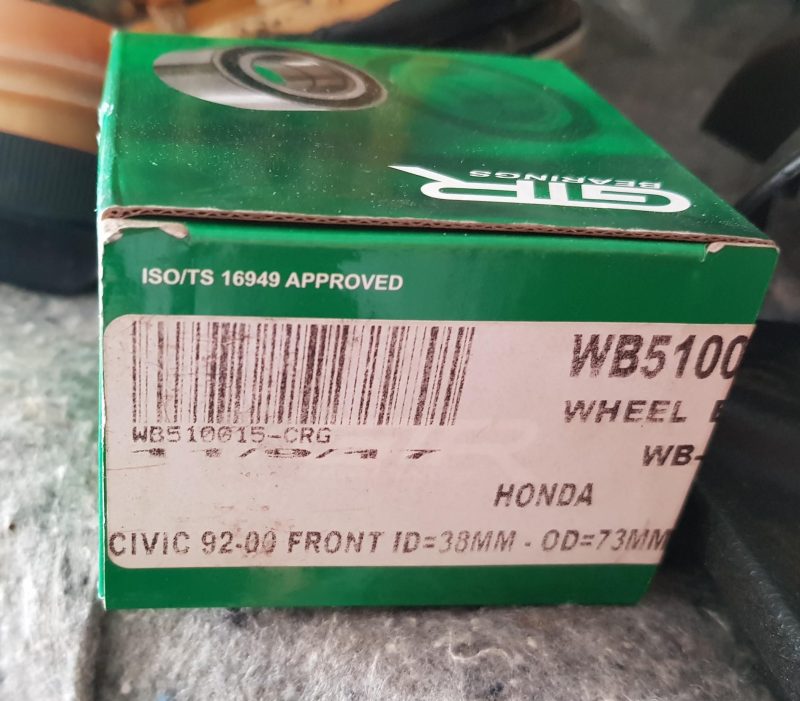 GTR
BEARINGS
ISO/TS 16949 APPROVED
WB5100
WHEEL
WB510015-CRG
WB-
HONDA
CIVIC 92-00 FRONT ID=38MM - OD=73MM